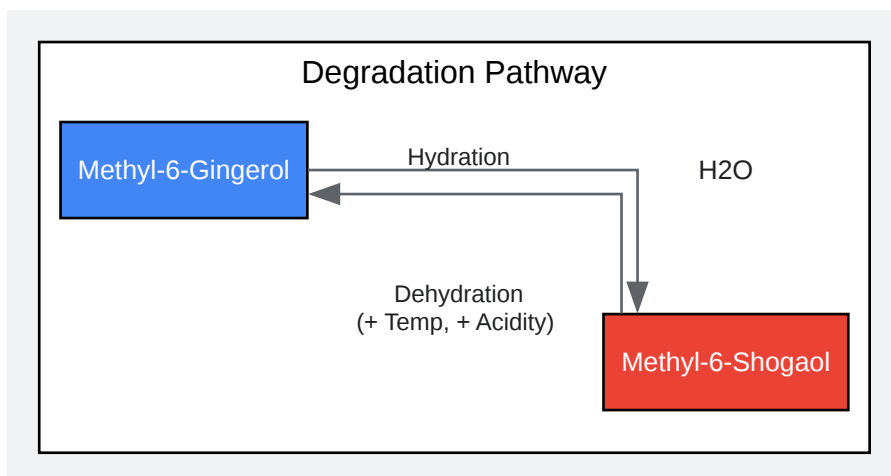 Degradation Pathway
Methyl-6-Gingerol
Hydration
H2O
Dehydration
(+ Temp, + Acidity)
Methyl-6-Shogaol